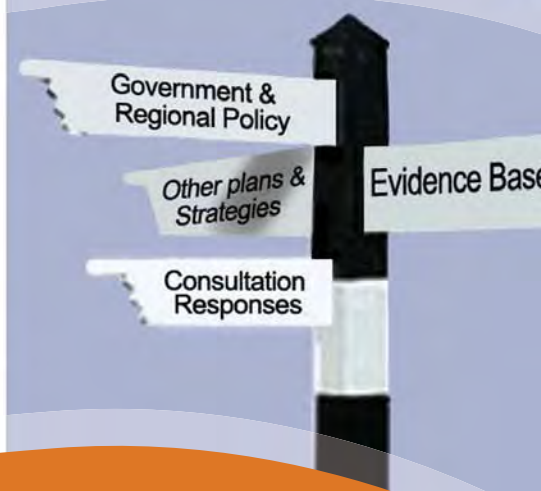 Government &
Regional Policy
Other plans &
Strategies
Evidence Base
Consultation
Responses